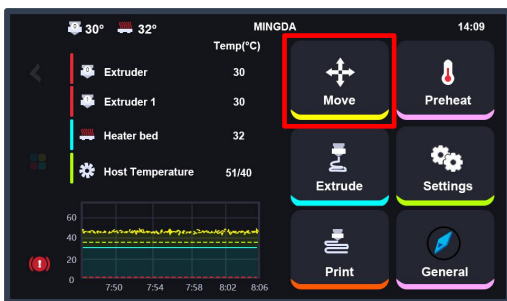 30° 32° MINGDA 14:09
Temp(°C)
Extruder 30
Extruder 1 30
Heater bed 32
Host Temperature 51/40
Move
Preheat
Extrude
Settings
Print
General
60
40
20
0
7:50 7:54 7:58 8:02 8:06